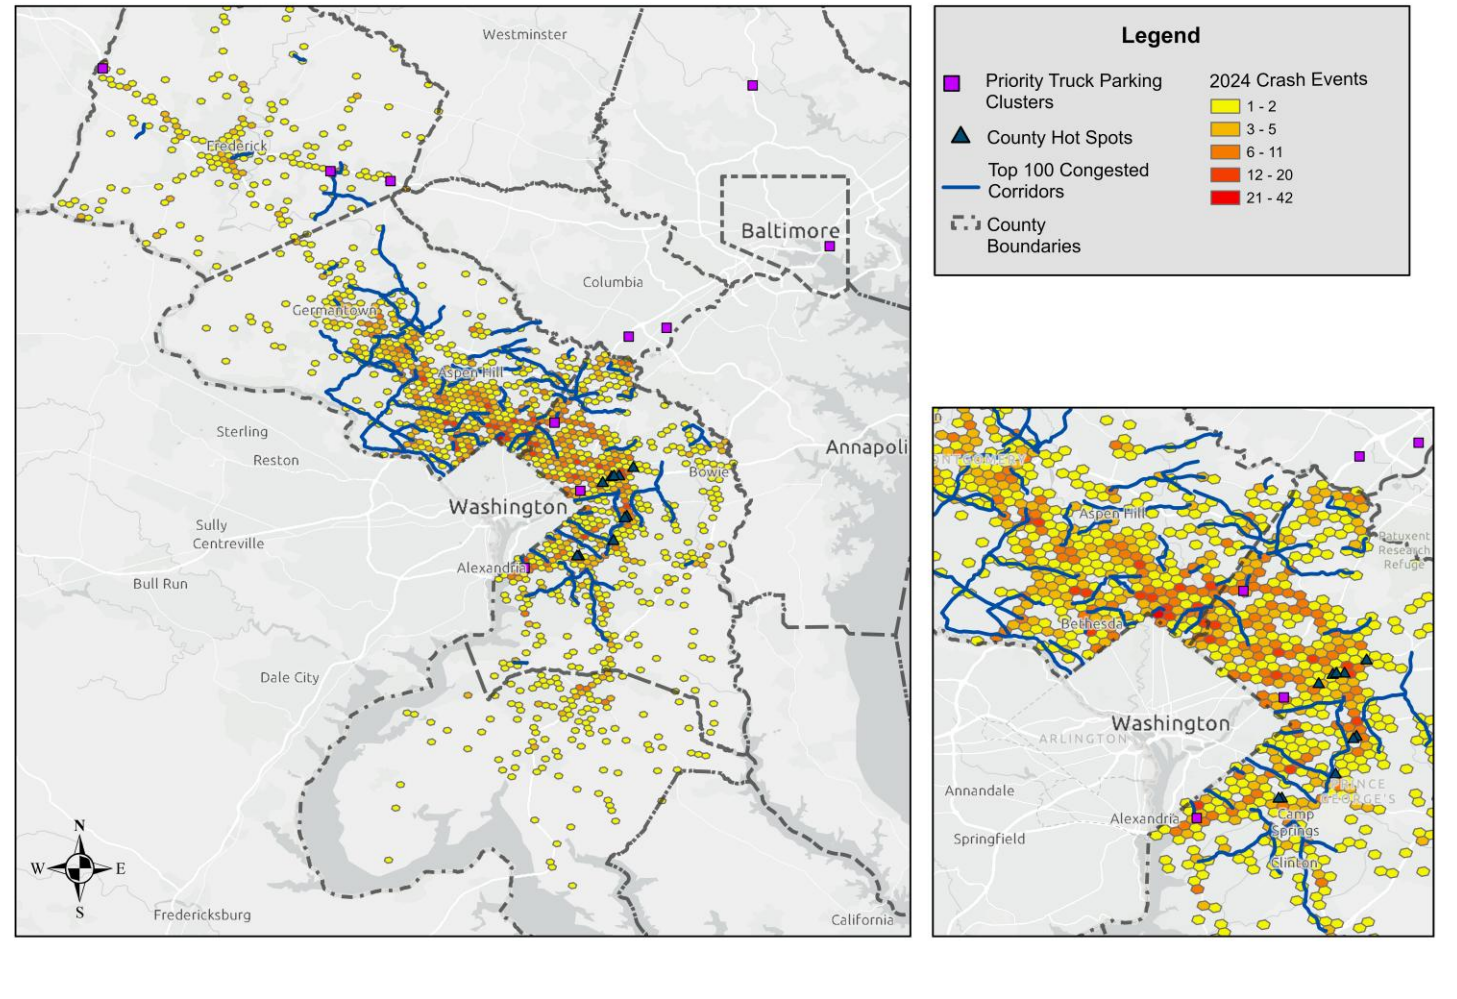 Westminster
Frederick
Baltimore
Columbia
Germantown
Aspen Hill
Sterling
Reston
Annapoli
Bowie
Washington
Sully
Centreville
Alexandria
Bull Run
Dale City
N
W
E
S
Fredericksburg
California
Legend
Priority Truck Parking
Clusters
County Hot Spots
Top 100 Congested
Corridors
County
Boundaries
2024 Crash Events
1 - 2
3 - 5
6 - 11
12 - 20
21 - 42
Aspen Hill
Patuxent
Research
Refuge
Bethesda
Washington
ARLINGTON
Annandale
PRINCE
GEORGE'S
Alexandria
Camp
Springs
Springfield
Clinton